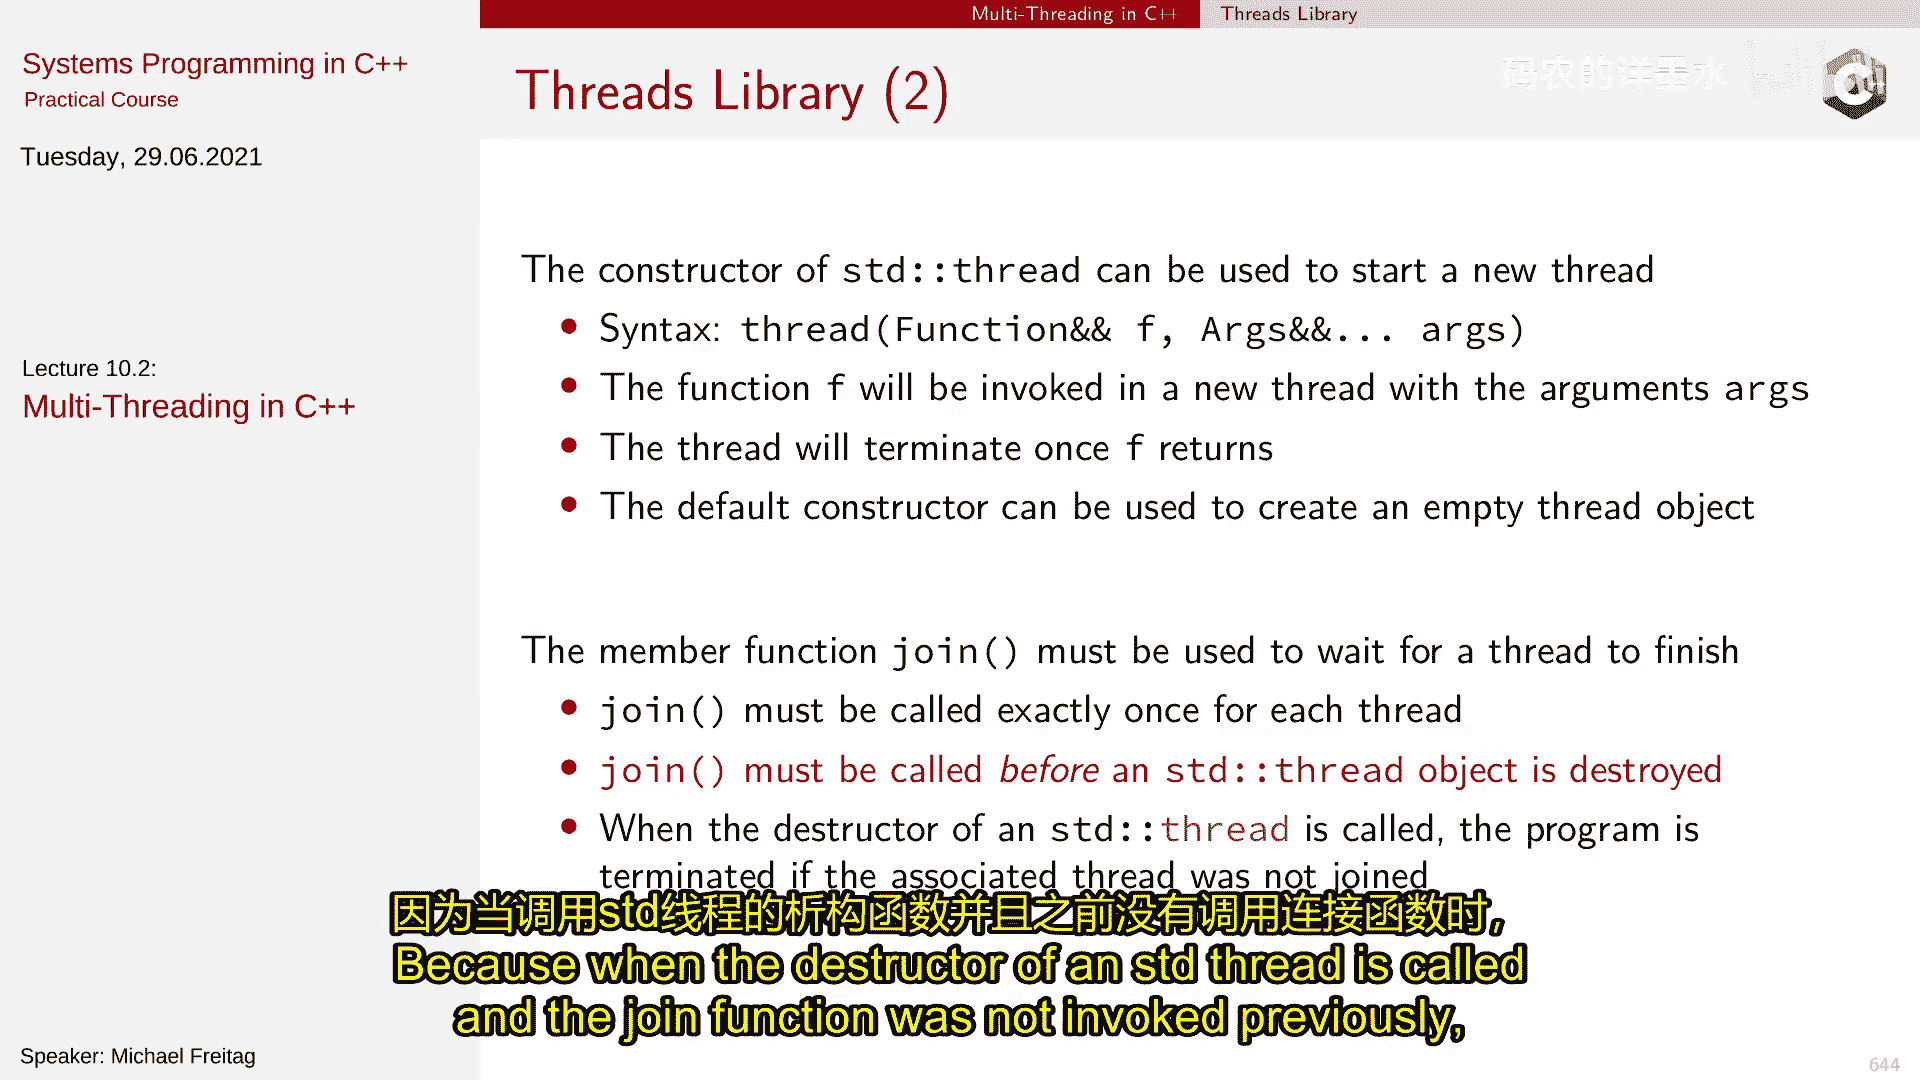 Multi-Threading in C++ Threads Library
Systems Programming in C++
Practical Course
Tuesday, 29.06.2021
Lecture 10.2:
Multi-Threading in C++
Speaker: Michael Freitag
Threads Library (2)
码农的洋墨水
The constructor of std::thread can be used to start a new thread
• Syntax: thread(Function&& f, Args&&... args)
• The function f will be invoked in a new thread with the arguments args
• The thread will terminate once f returns
• The default constructor can be used to create an empty thread object
The member function join() must be used to wait for a thread to finish
• join() must be called exactly once for each thread
• join() must be called before an std::thread object is destroyed
• When the destructor of an std::thread is called, the program is
terminated if the associated thread was not joined
因为当调用std线程的析构函数并且之前没有调用连接函数时,
Because when the destructor of an std thread is called
and the join function was not invoked previously,
644